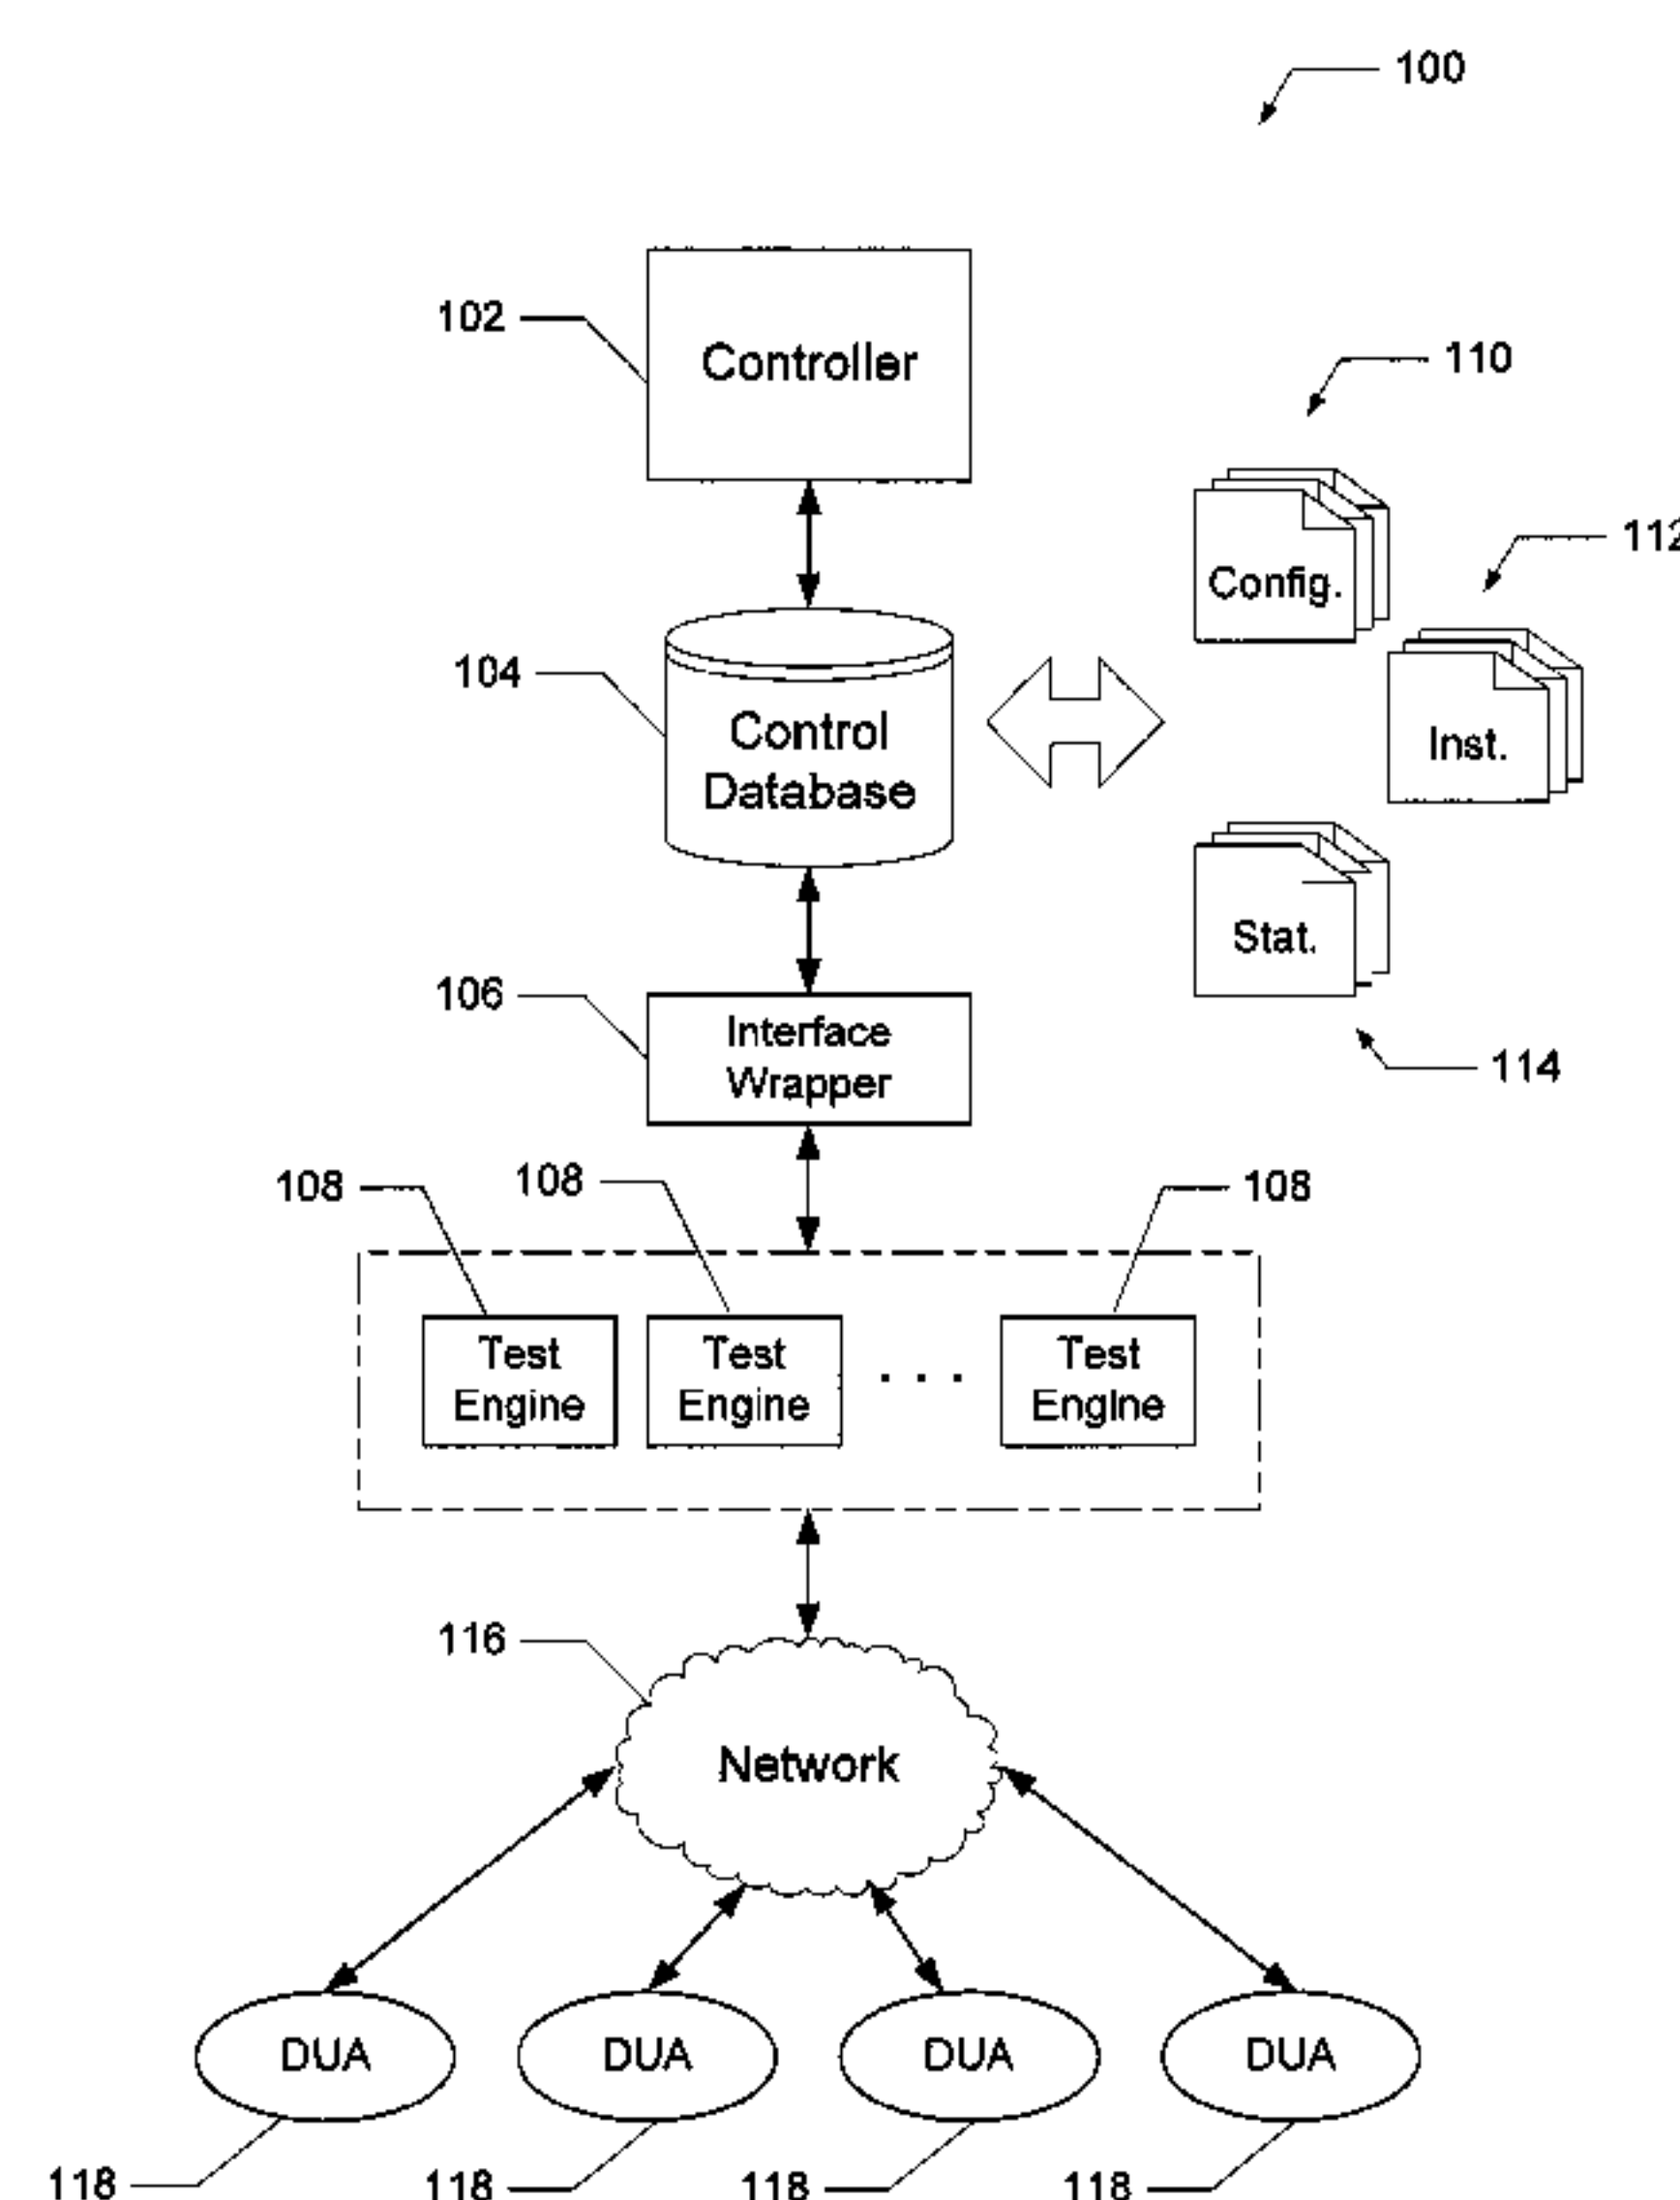 100
102
Controller
110
Config.
112
104
Control
Database
Inst.
Stat.
106
Interface
Wrapper
114
108
108
108
Test
Engine
Test
Engine
. . .
Test
Engine
116
Network
DUA
DUA
DUA
DUA
118
118
118
118